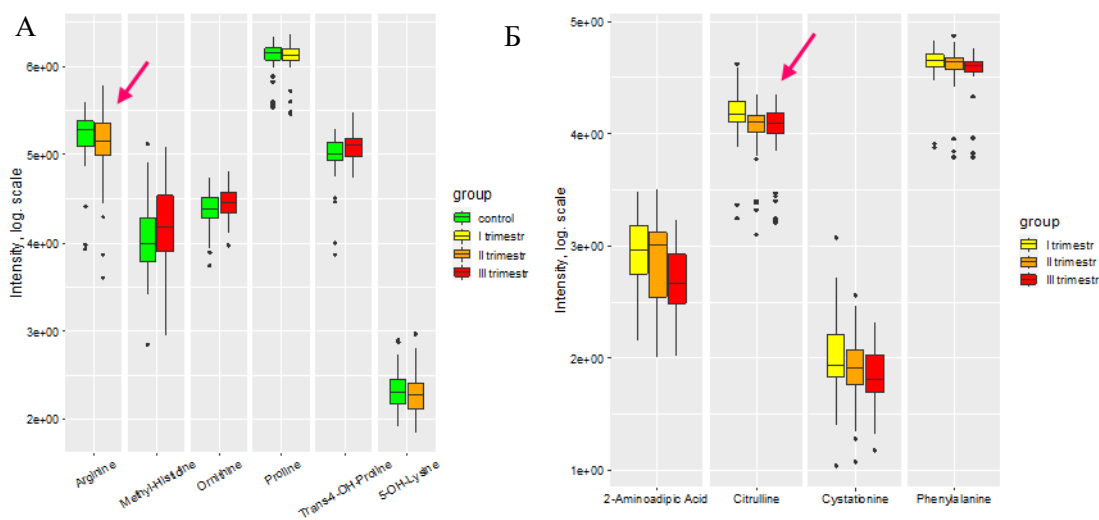 А
Intensity, log. scale
6e+00
5e+00
4e+00
3e+00
2e+00
Arginine
Methyl-Histidine
Ornithine
Proline
Trans-4-OH-Proline
5-OH-Lysine
group
control
I trimestr
II trimestr
III trimestr
Б
Intensity, log. scale
5e+00
4e+00
3e+00
2e+00
1e+00
2-Aminoadipic Acid
Citrulline
Cystationine
Phenylalanine
group
I trimestr
II trimestr
III trimestr